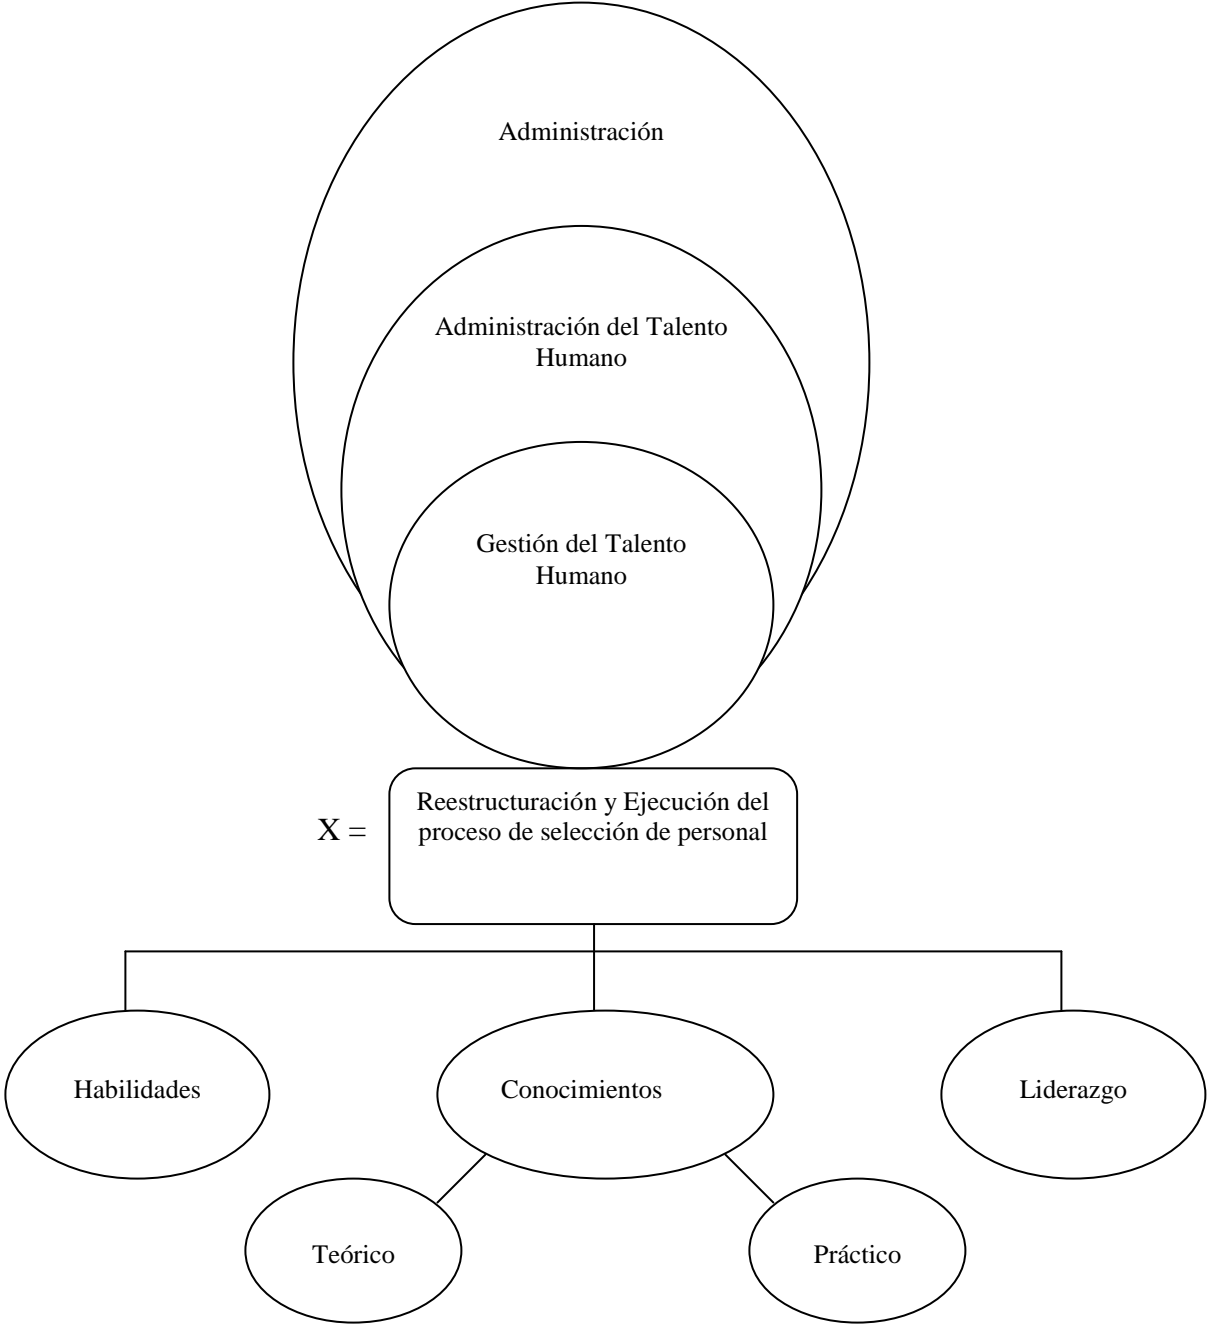 Administración
Administración del Talento
Humano
Gestión del Talento
Humano
X =
Reestructuración y Ejecución del
proceso de selección de personal
Habilidades
Conocimientos
Liderazgo
Teórico
Práctico